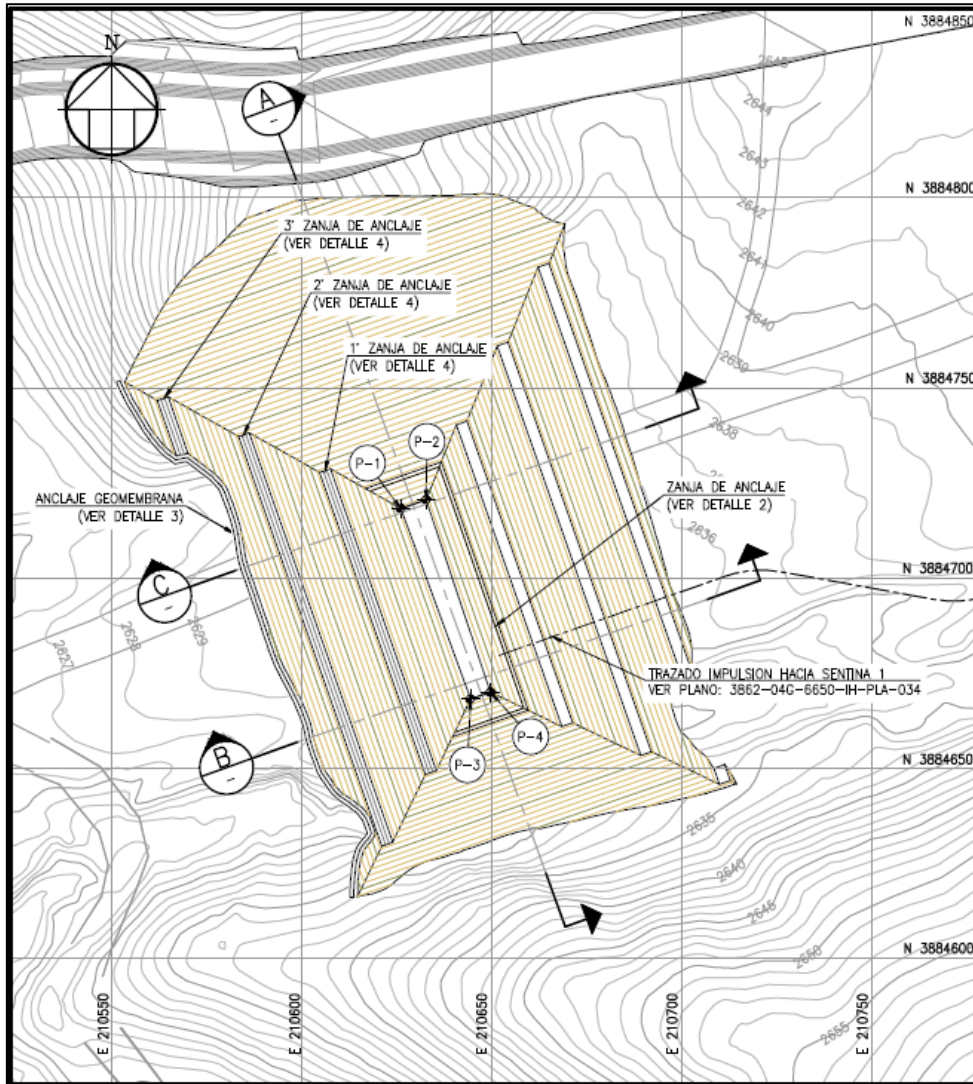 N 3884850
N
A
-
2645
2644
2643
2642
2641
2640
2639
2638
N 3884800
3' ZANJA DE ANCLAJE
(VER DETALLE 4)
2' ZANJA DE ANCLAJE
(VER DETALLE 4)
1' ZANJA DE ANCLAJE
(VER DETALLE 4)
N 3884750
P-1
P-2
ANCLAJE GEOMEMBRANA
(VER DETALLE 3)
ZANJA DE ANCLAJE
(VER DETALLE 2)
2636
N 3884700
C
-
2627
2628
2629
TRAZADO IMPULSION HACIA SENTINA 1
VER PLANO: 3862-04G-6650-IH-PLA-034
P-4
P-3
B
-
N 3884650
2635
2640
2645
2650
2655
N 3884600
E 210550
E 210600
E 210650
E 210700
E 210750